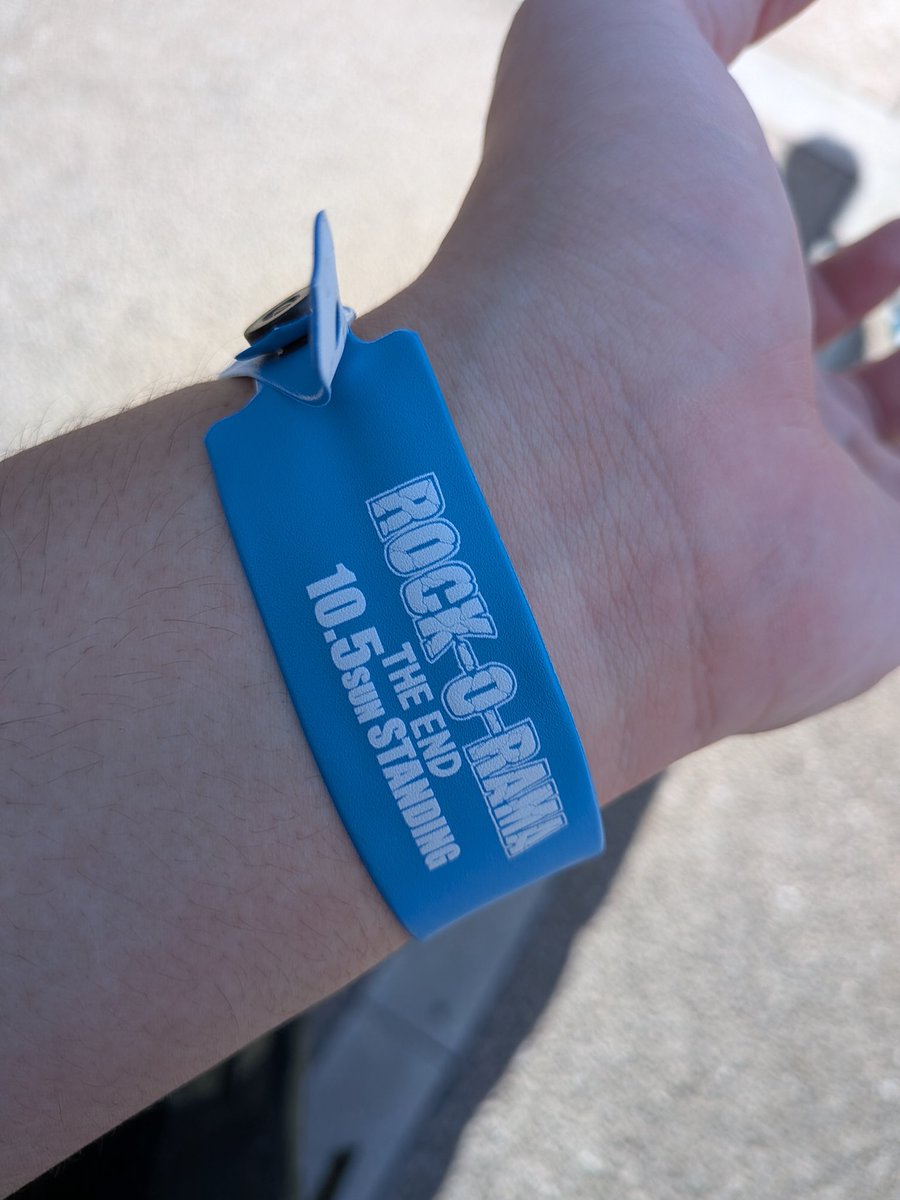 ROCK-O-RAMA
THE END
10.5SUN STANDING